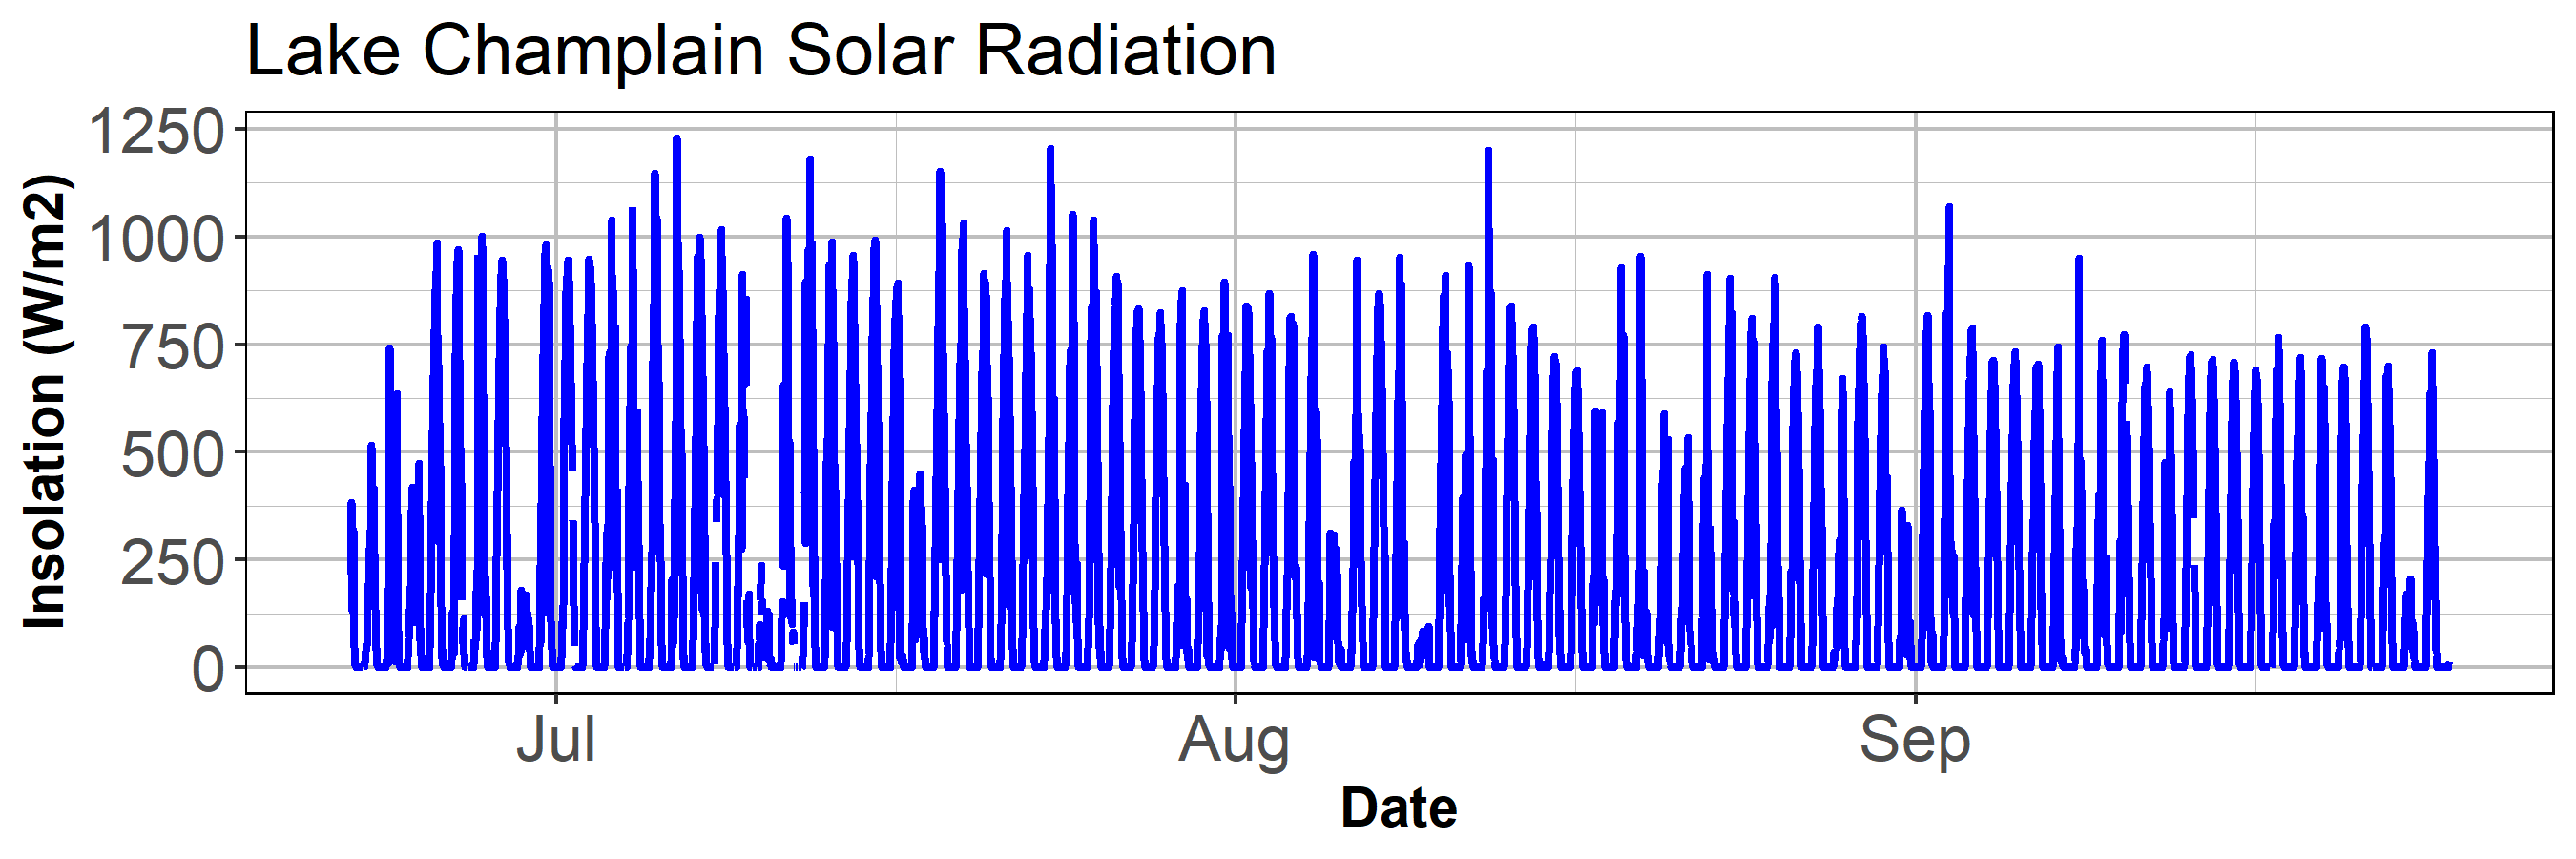 Lake Champlain Solar Radiation
Insolation (W/m2)
1250
1000
750
500
250
0
Jul Aug Sep
Date